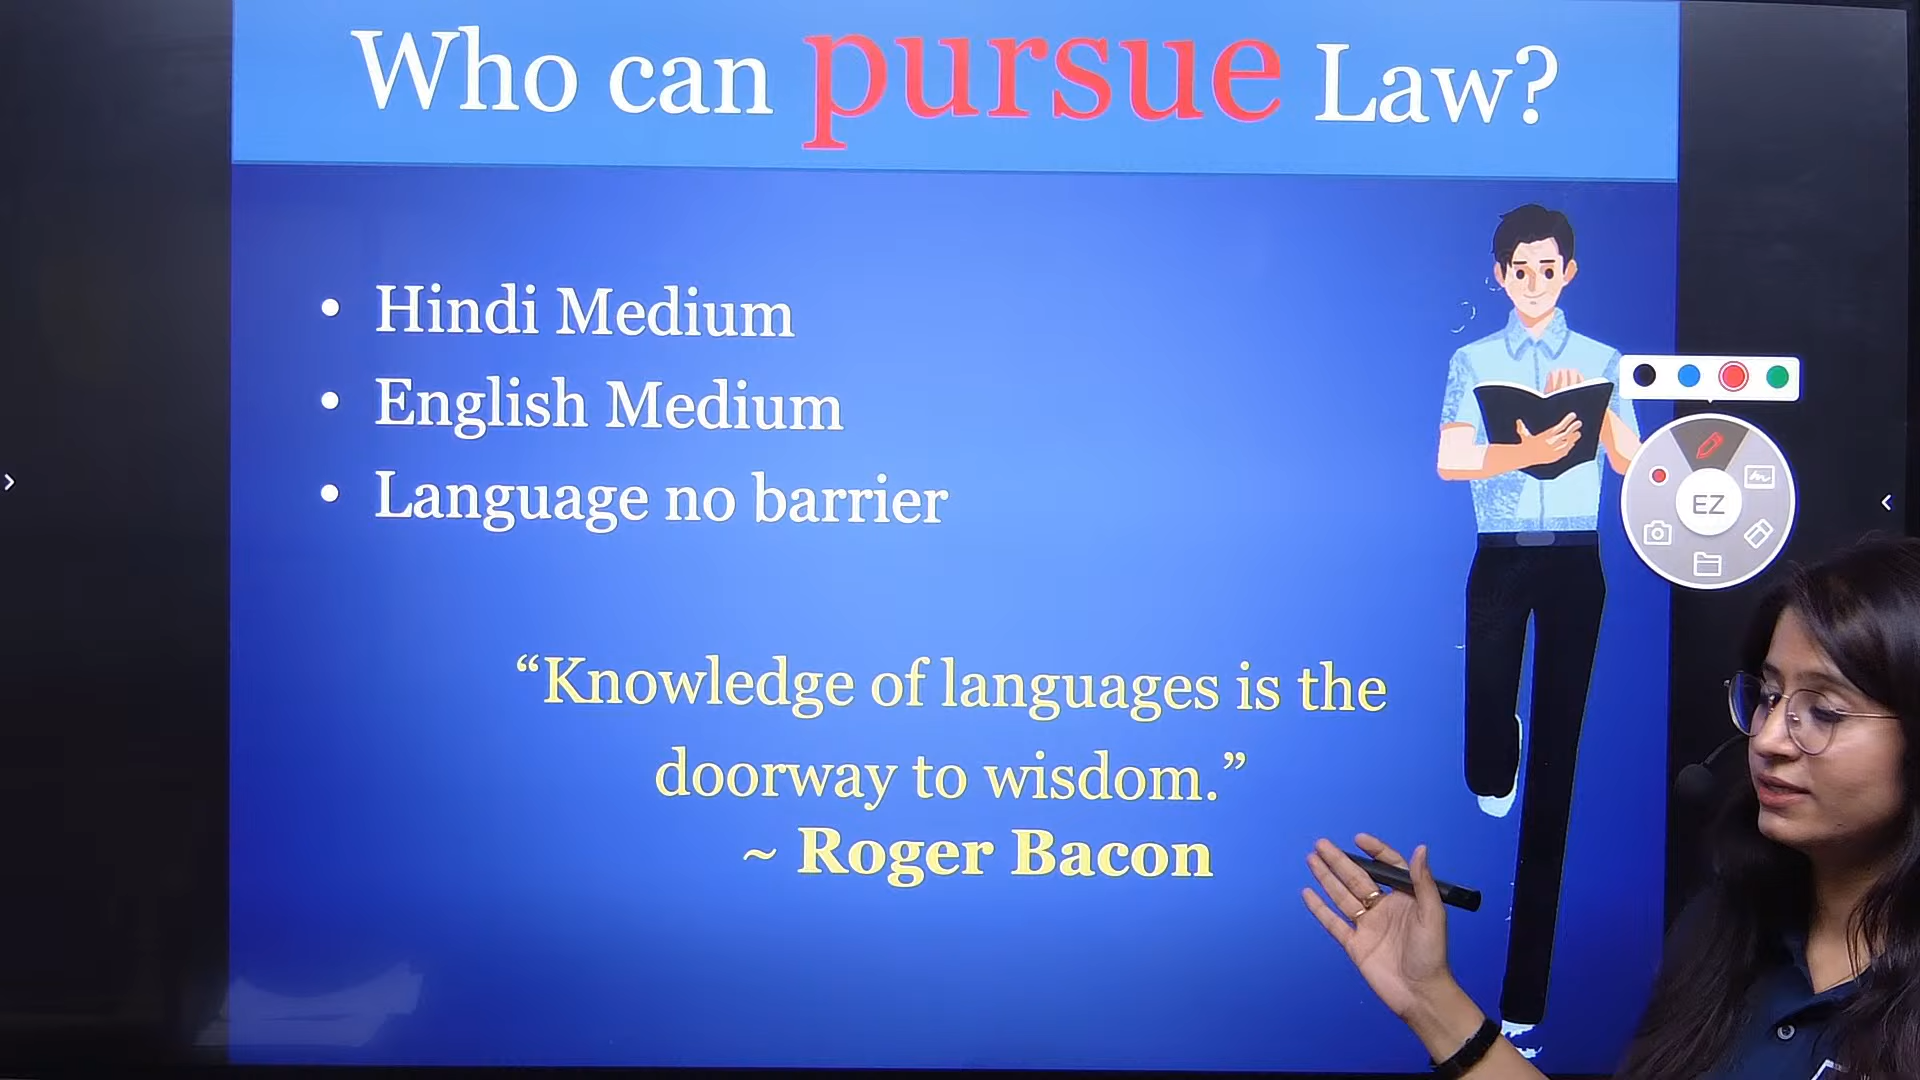 Who can pursue Law?
• Hindi Medium
• English Medium
• Language no barrier
“Knowledge of languages is the
doorway to wisdom.”
~ Roger Bacon
EZ